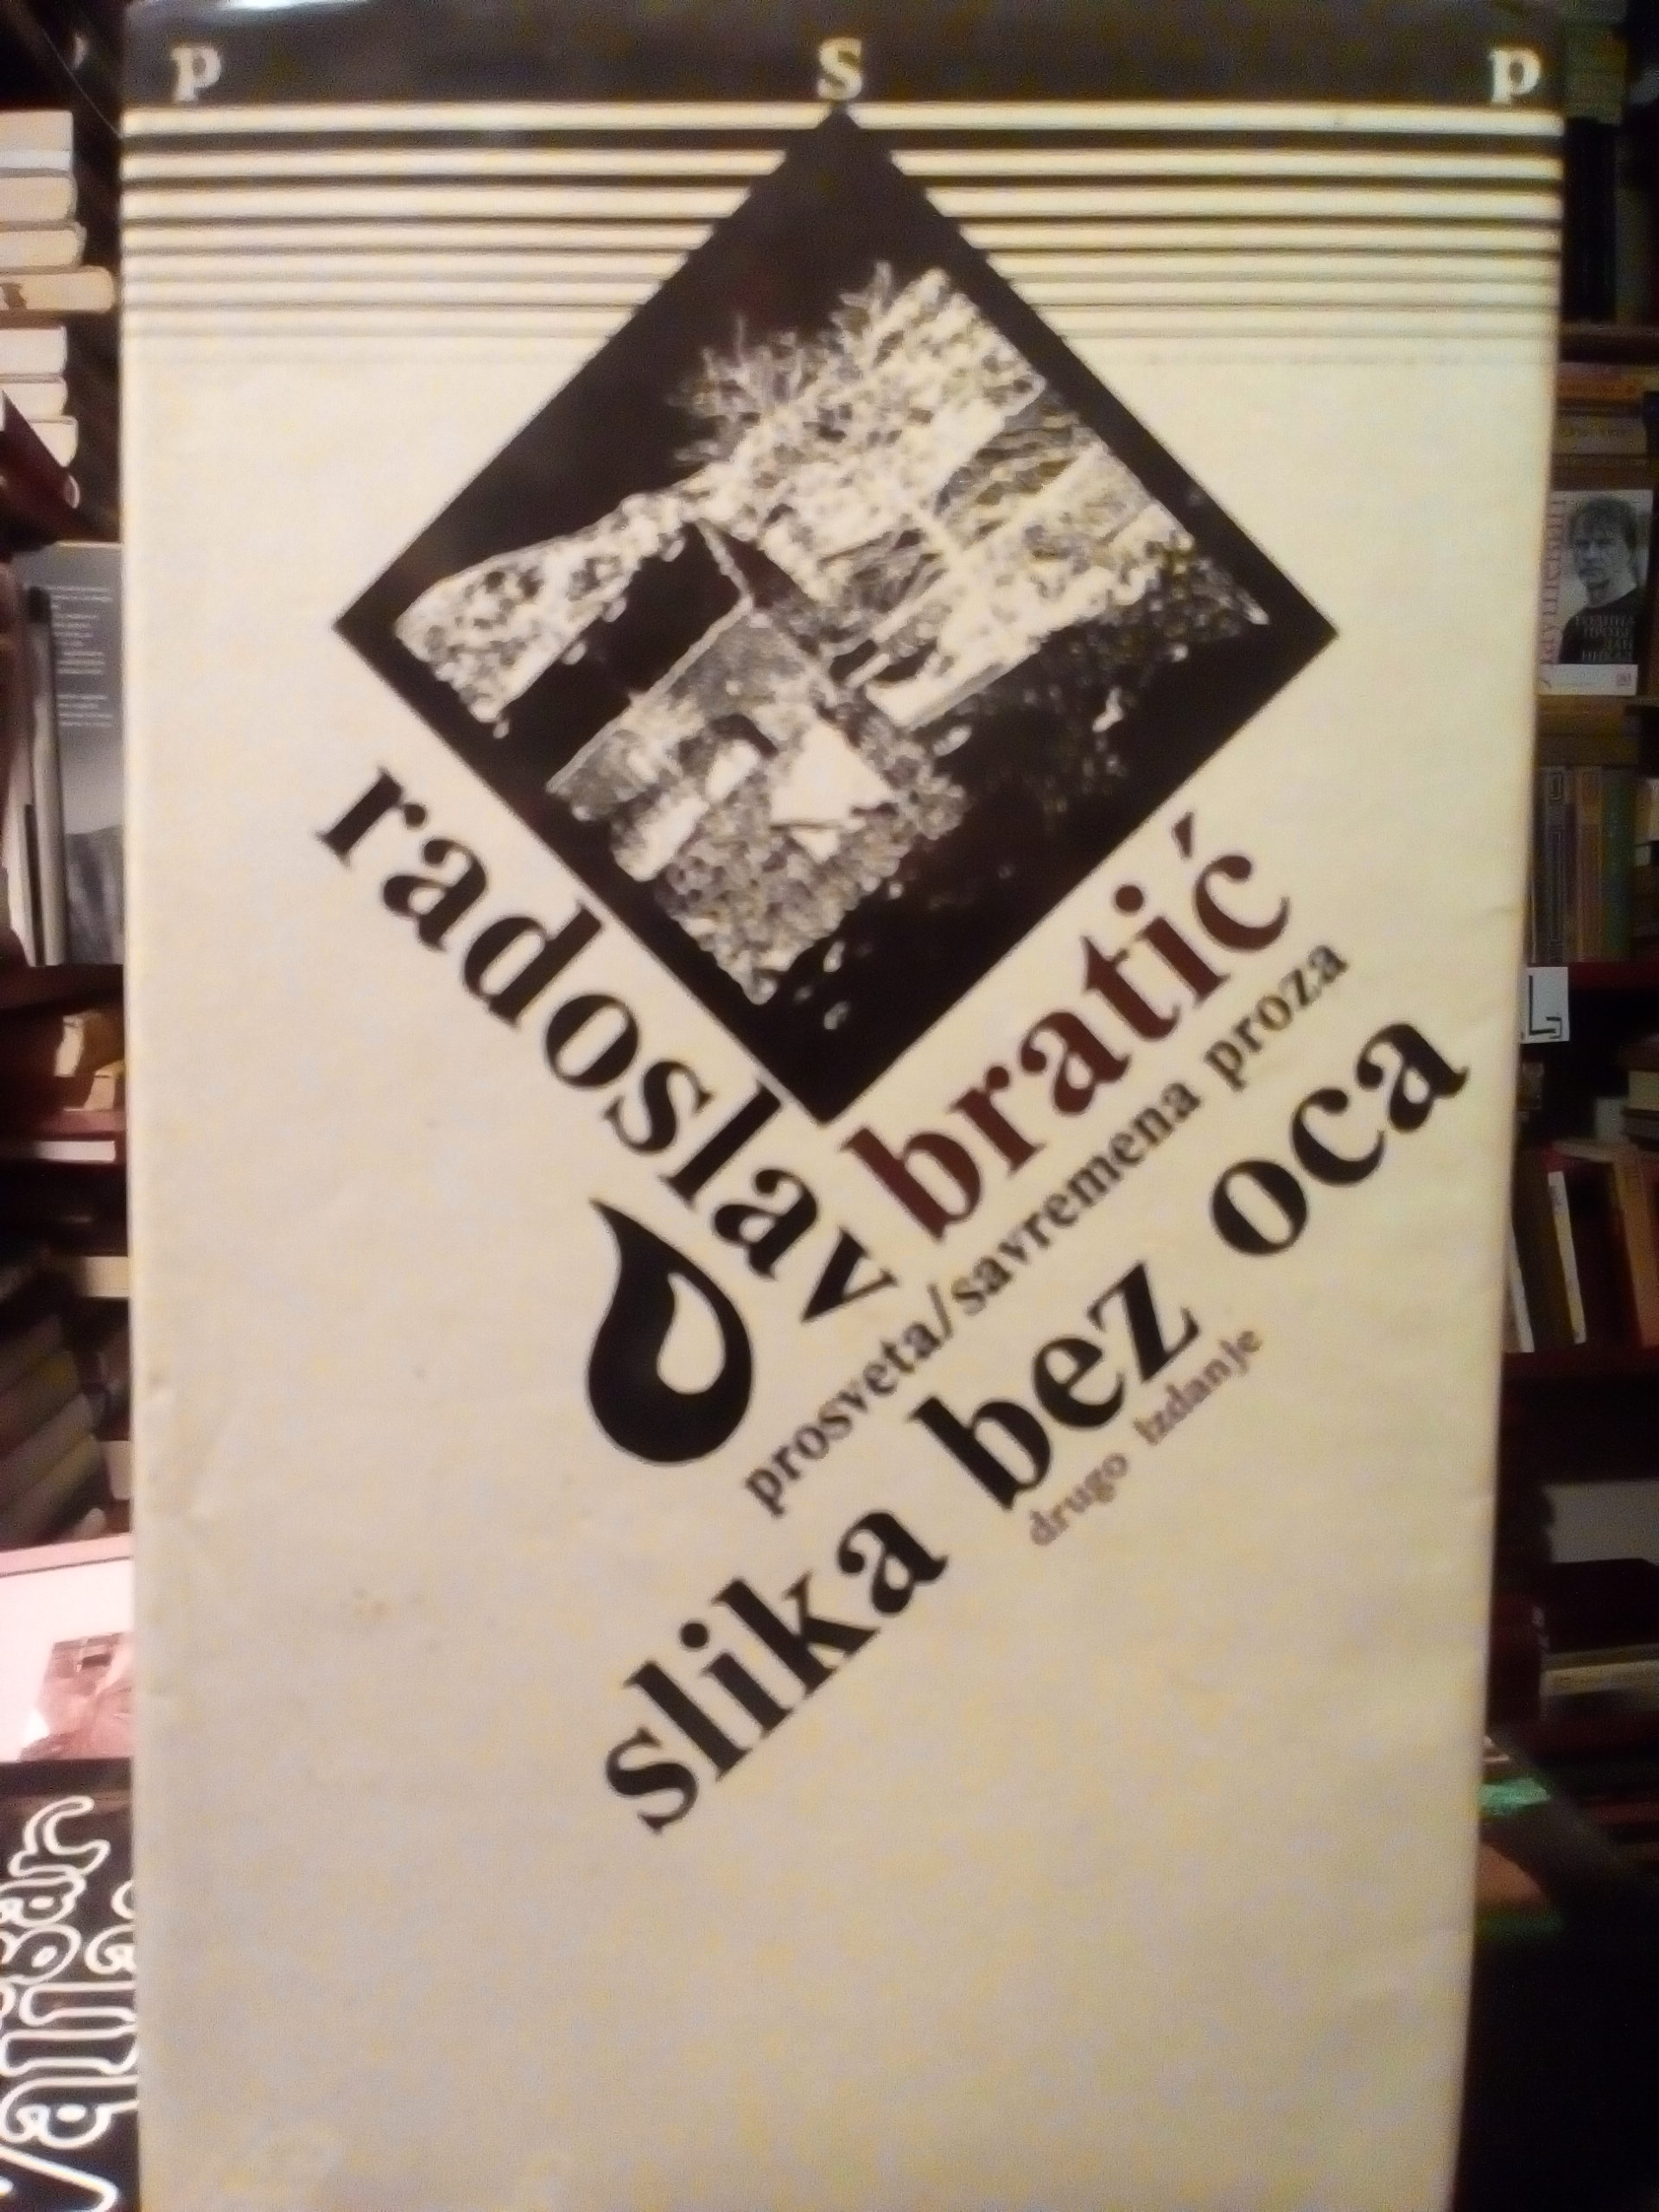 p s p
radoslav
bratić
prosveta/savremena proza
slika bez oca
drugo izdanje